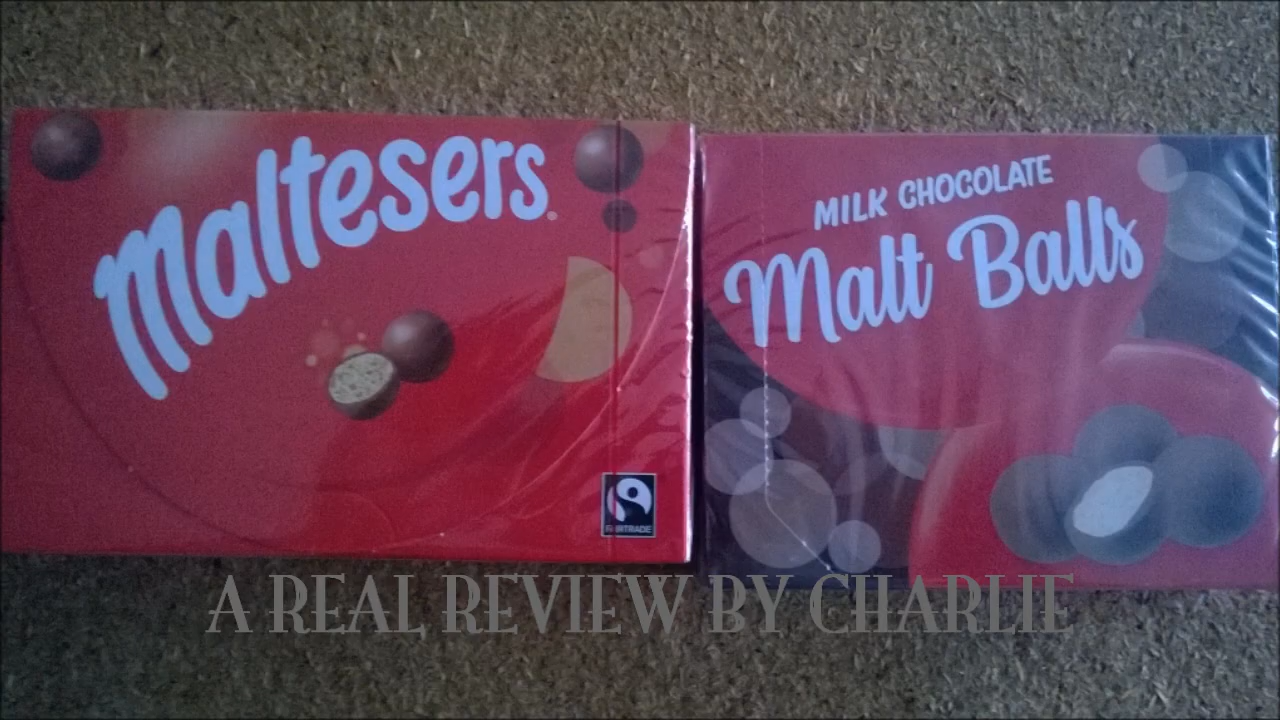 Maltesers
FAIRTRADE
MILK CHOCOLATE
Malt Balls
A REAL REVIEW BY CHARLIE